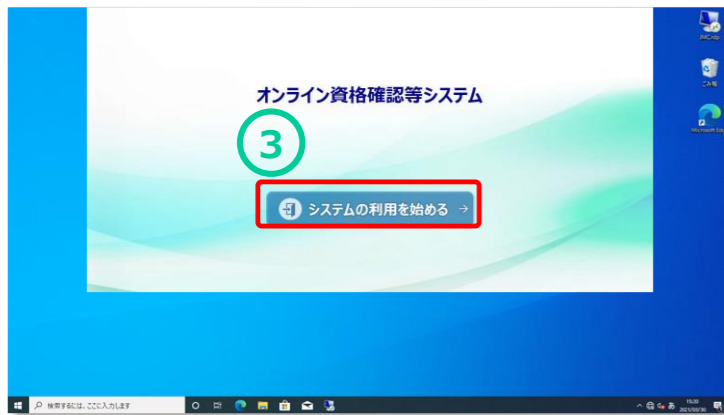 オンライン資格確認等システム
3
システムの利用を始める →
ごみ箱
検索するには、ここに入力します
あ